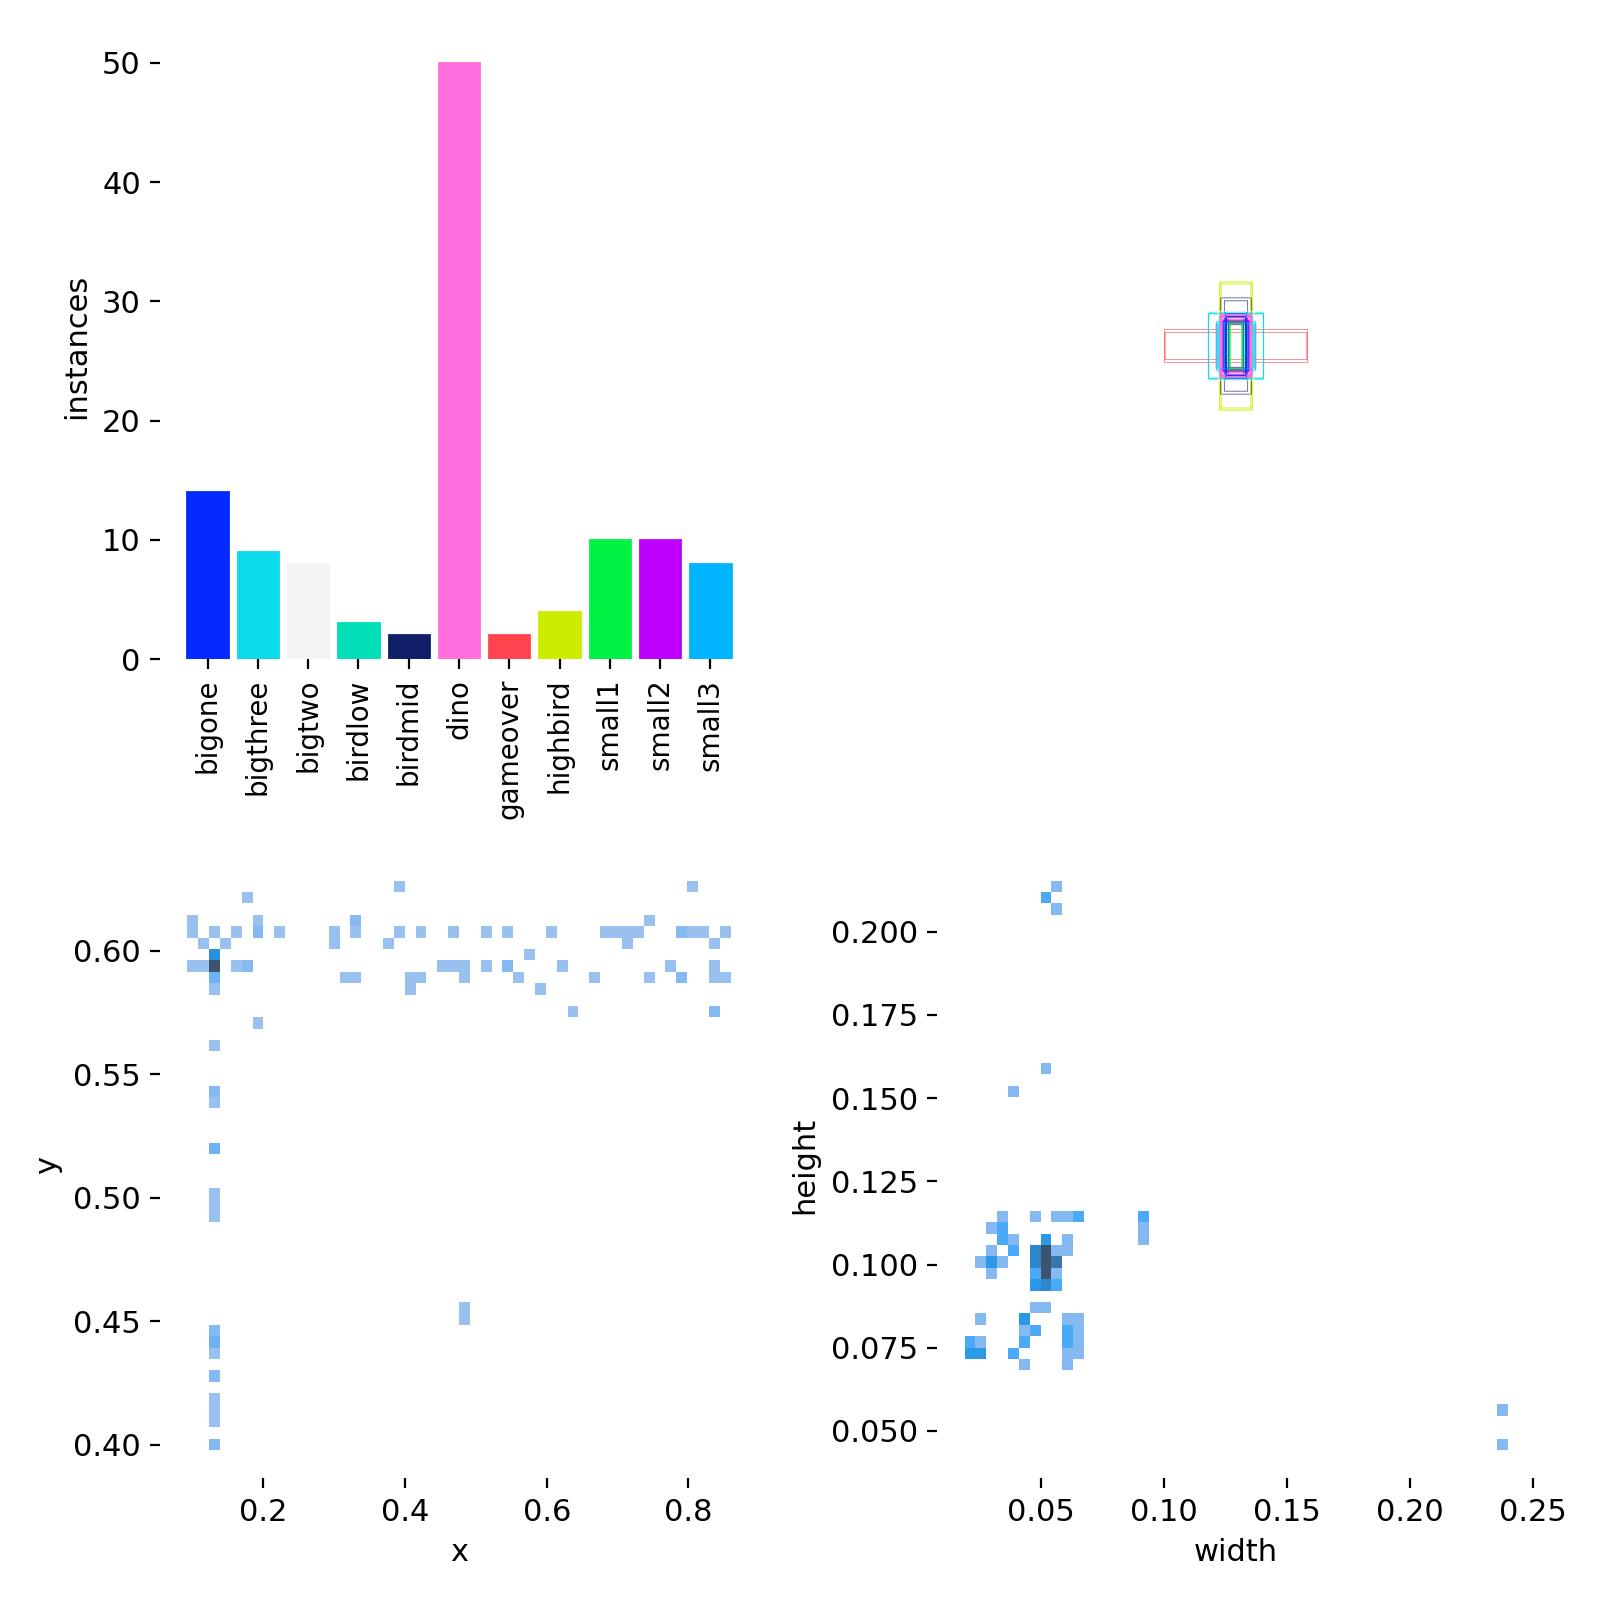 50
40
30
20
10
0
instances
bigone
bigthree
bigtwo
birdlow
birdmid
dino
gameover
highbird
small1
small2
small3
0.60
0.55
0.50
0.45
0.40
y
0.2 0.4 0.6 0.8
x
0.200
0.175
0.150
0.125
0.100
0.075
0.050
height
0.05 0.10 0.15 0.20 0.25
width